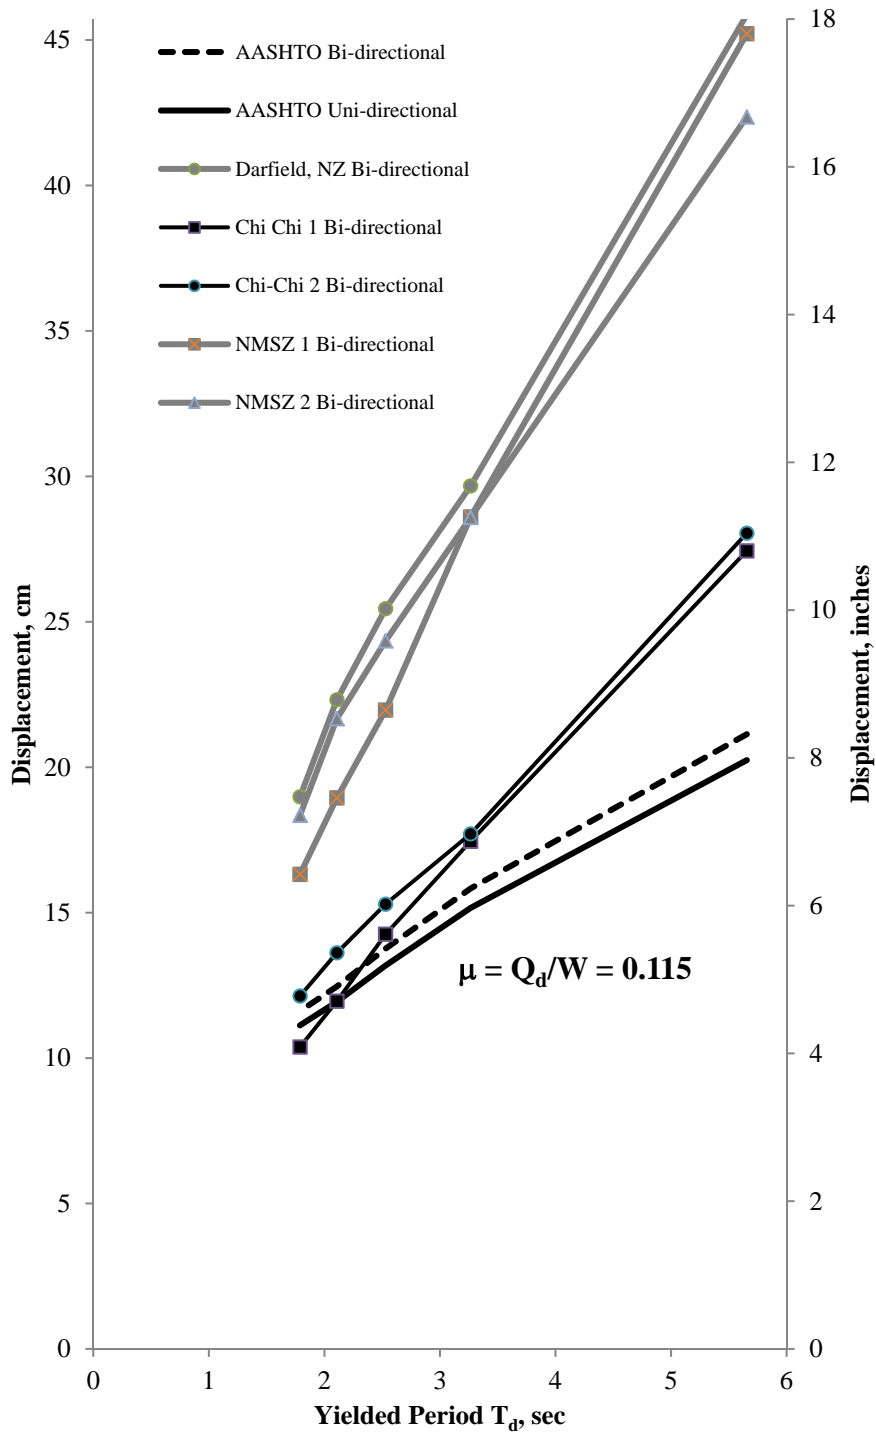 AASHTO Bi-directional
AASHTO Uni-directional
Darfield, NZ Bi-directional
Chi Chi 1 Bi-directional
Chi-Chi 2 Bi-directional
NMSZ 1 Bi-directional
NMSZ 2 Bi-directional
45
40
35
30
25
20
15
10
5
0
Displacement, cm
18
16
14
12
10
8
6
4
2
0
Displacement, inches
μ = Qd/W = 0.115
0 1 2 3 4 5 6
Yielded Period Td, sec